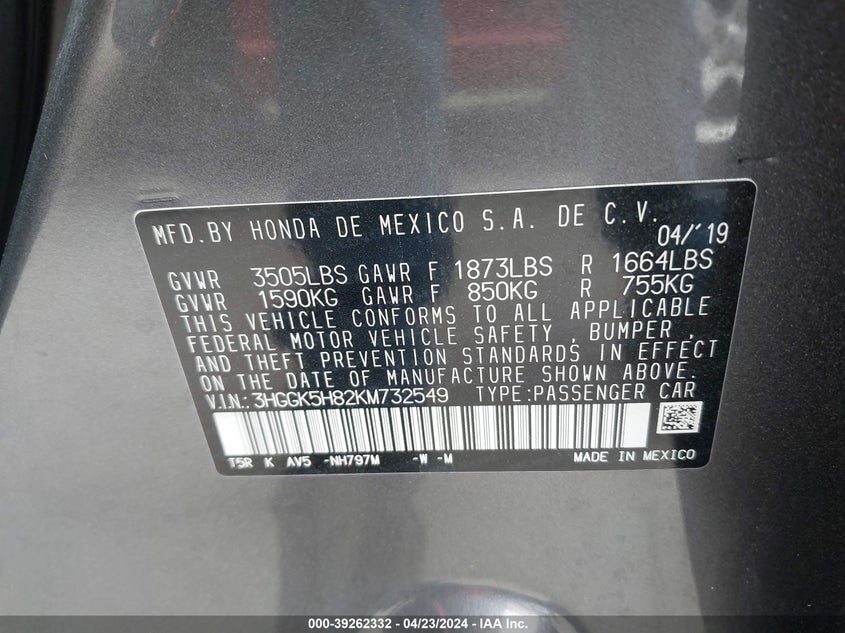 MFD.BY HONDA DE MEXICO S.A. DE C.V.
04/'19
GVWR 3505LBS GAWR F 1873LBS R 1664LBS
GVWR 1590KG GAWR F 850KG R 755KG
THIS VEHICLE CONFORMS TO ALL APPLICABLE
FEDERAL MOTOR VEHICLE SAFETY , BUMPER ,
AND THEFT PREVENTION STANDARDS IN EFFECT
ON THE DATE OF MANUFACTURE SHOWN ABOVE.
V.I.N.: 3HGGK5H82KM732549 TYPE:PASSENGER CAR
T5R K AV5 -NH797M -W -M MADE IN MEXICO
000-39262332 - 04/23/2024 - IAA Inc.